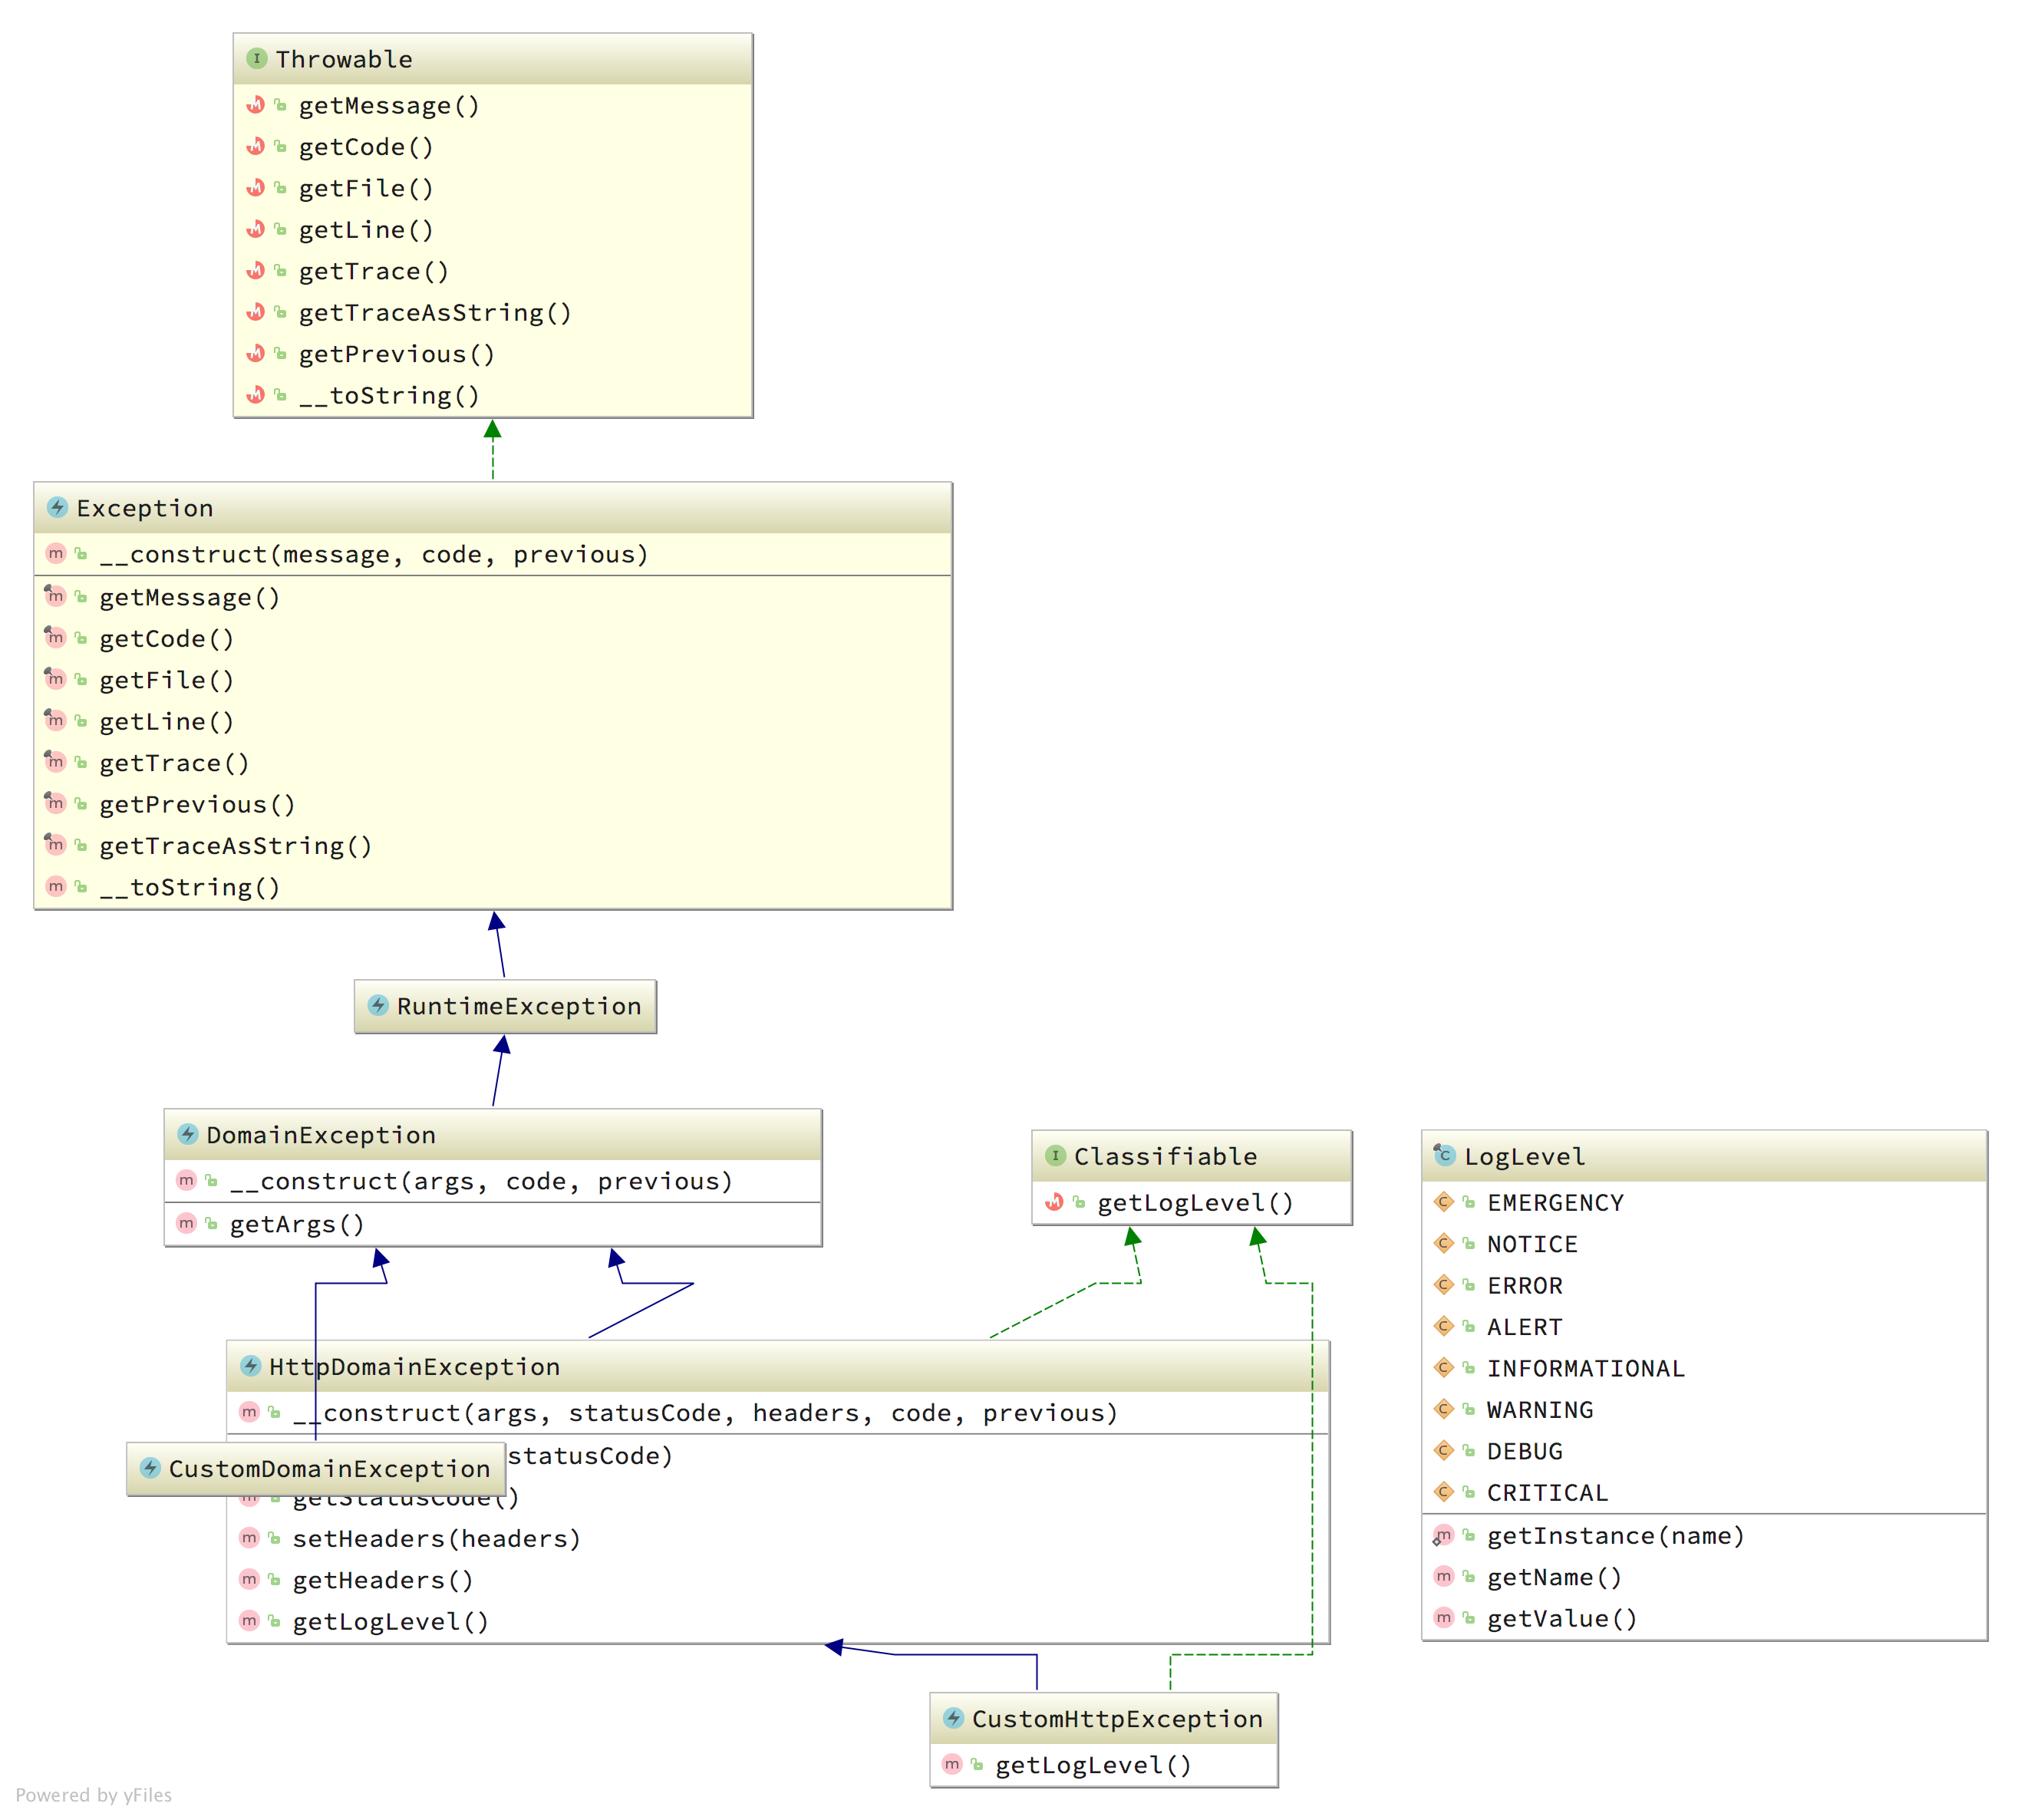 Throwable
getMessage()
getCode()
getFile()
getLine()
getTrace()
getTraceAsString()
getPrevious()
__toString()
Exception
__construct(message, code, previous)
getMessage()
getCode()
getFile()
getLine()
getTrace()
getPrevious()
getTraceAsString()
__toString()
RuntimeException
DomainException
__construct(args, code, previous)
getArgs()
Classifiable
getLogLevel()
LogLevel
EMERGENCY
NOTICE
ERROR
ALERT
INFORMATIONAL
WARNING
DEBUG
CRITICAL
getInstance(name)
getName()
getValue()
HttpDomainException
__construct(args, statusCode, headers, code, previous)
statusCode)
CustomDomainException
getStatusCode()
setHeaders(headers)
getHeaders()
getLogLevel()
CustomHttpException
getLogLevel()
Powered by yFiles